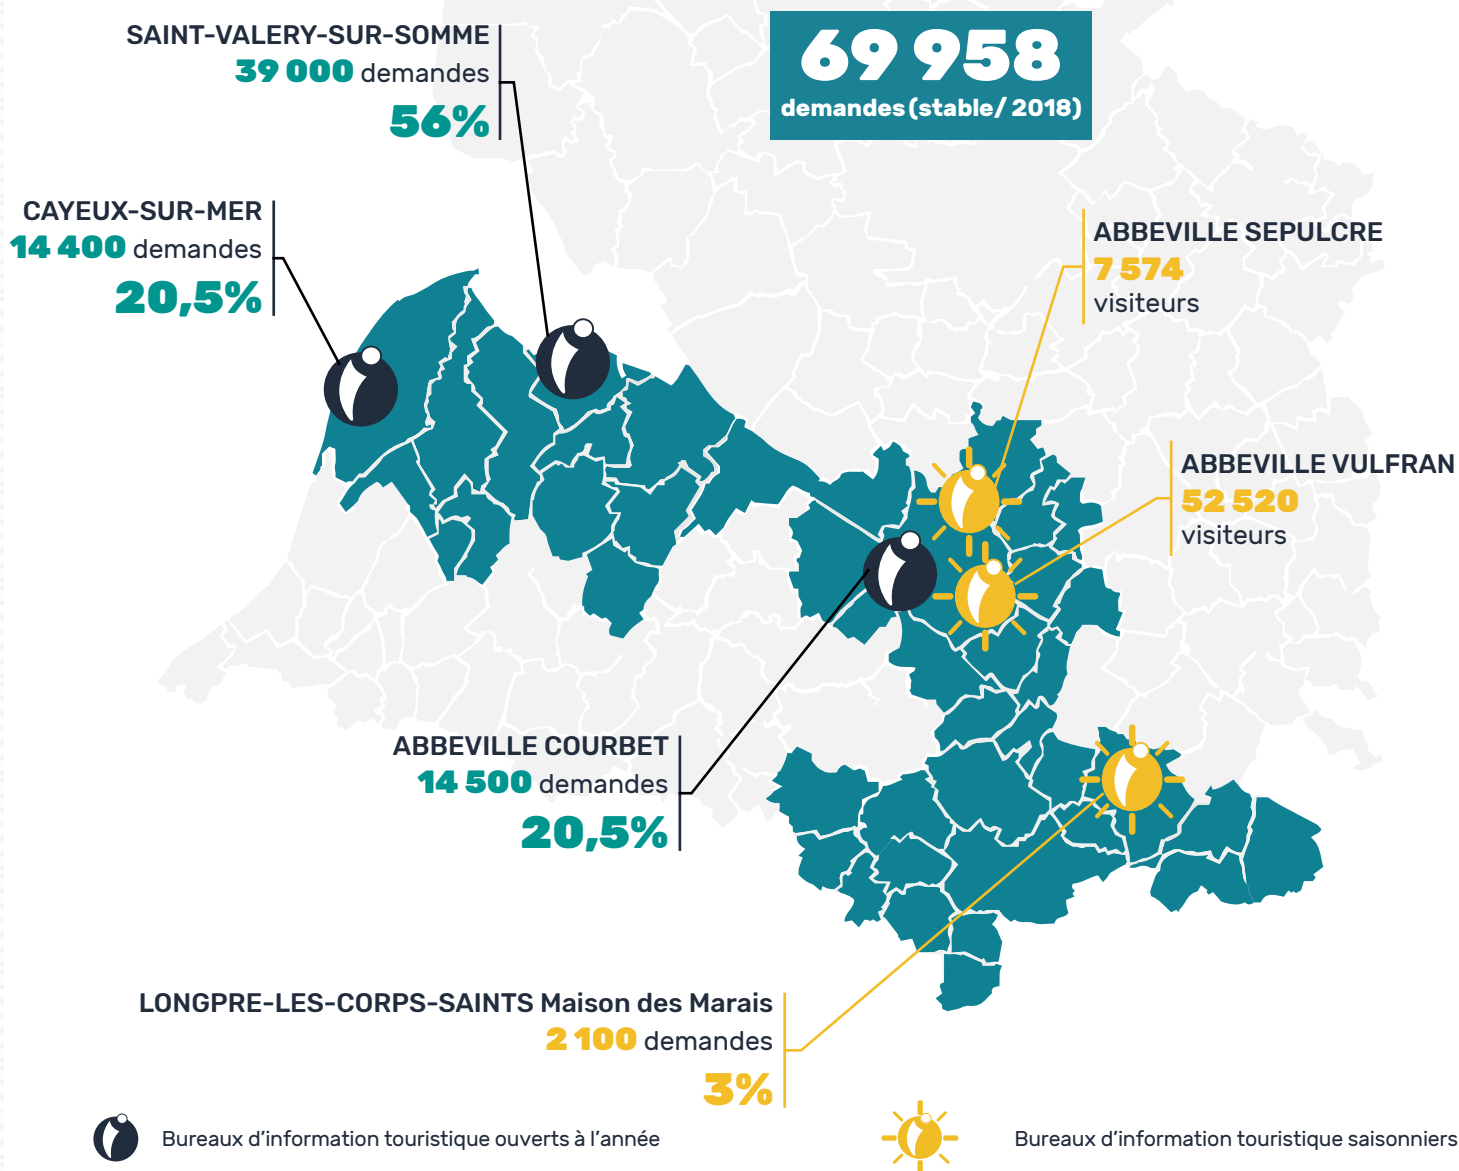 SAINT-VALERY-SUR-SOMME
39 000 demandes
56%
69 958
demandes (stable/ 2018)
CAYEUX-SUR-MER
14 400 demandes
20,5%
ABBEVILLE SEPULCRE
7 574
visiteurs
ABBEVILLE VULFRAN
52 520
visiteurs
ABBEVILLE COURBET
14 500 demandes
20,5%
LONGPRE-LES-CORPS-SAINTS Maison des Marais
2 100 demandes
3%
Bureaux d'information touristique ouverts à l'année
Bureaux d'information touristique saisonniers